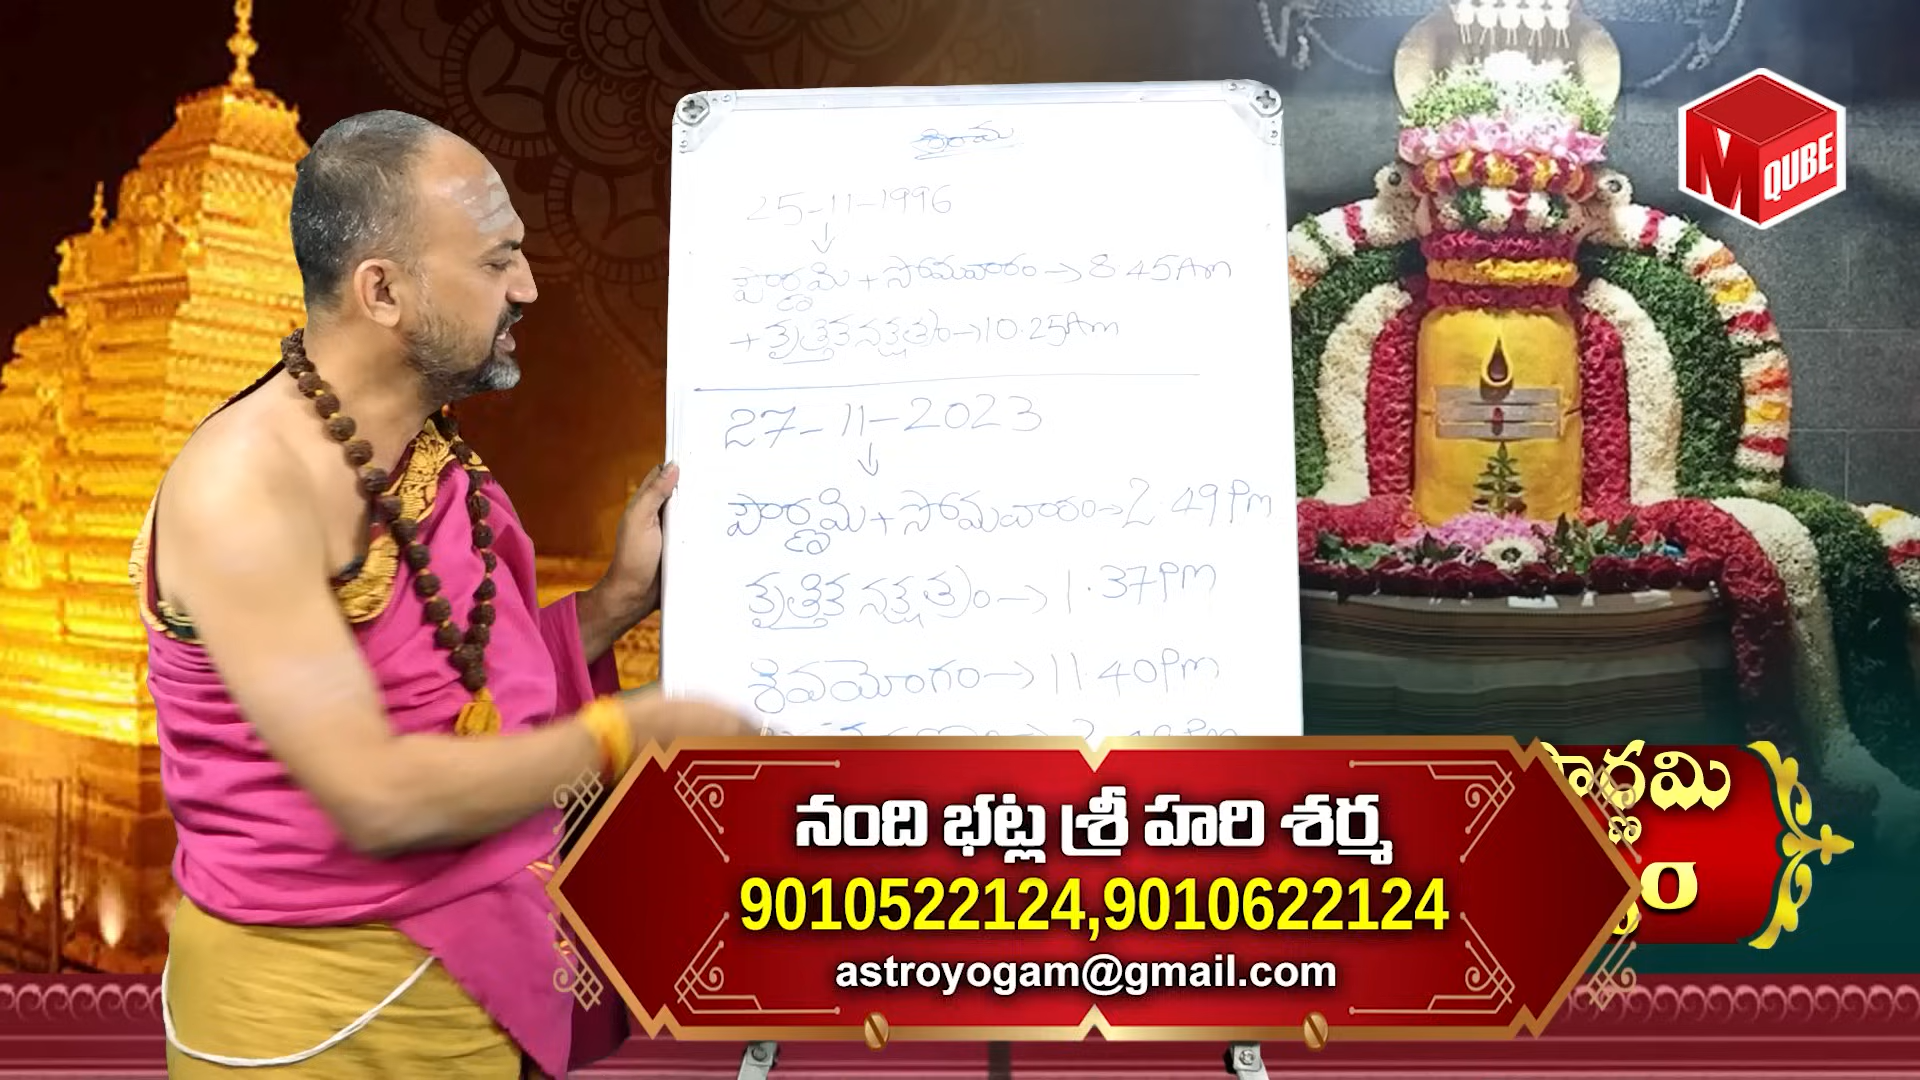 శ్రీరామ
25-11-1996
పౌర్ణమి + సోమవారం → 8.45Am
+ కృత్తికనక్షత్రం → 10.25Am
27-11-2023
పౌర్ణమి + సోమవారం → 2.49Pm
కృత్తిక నక్షత్రం → 1.37Pm
శివయోగం → 11.40Pm
M QUBE
నంది భట్ల శ్రీ హరి శర్మ
9010522124,9010622124
astroyogam@gmail.com